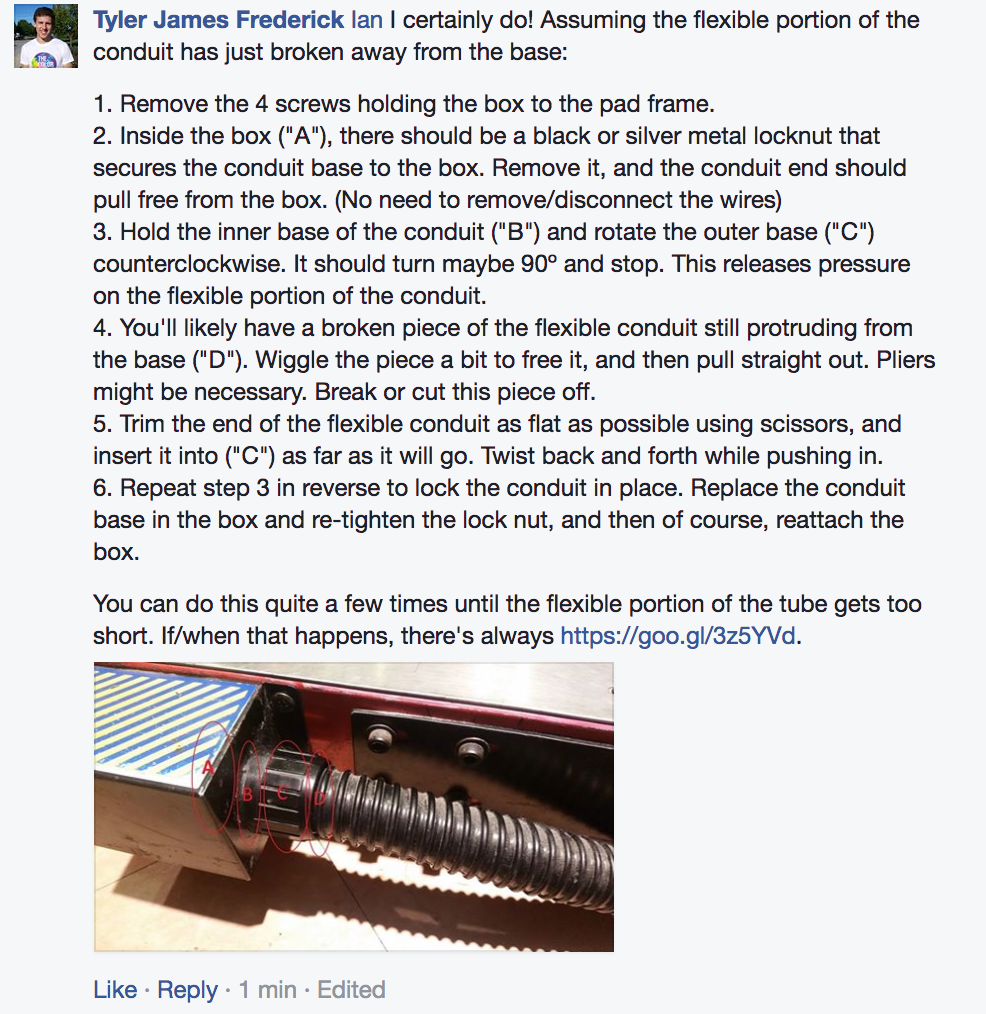 Tyler James Frederick Ian I certainly do! Assuming the flexible portion of the
conduit has just broken away from the base:
1. Remove the 4 screws holding the box to the pad frame.
2. Inside the box ("A"), there should be a black or silver metal locknut that
secures the conduit base to the box. Remove it, and the conduit end should
pull free from the box. (No need to remove/disconnect the wires)
3. Hold the inner base of the conduit ("B") and rotate the outer base ("C")
counterclockwise. It should turn maybe 90º and stop. This releases pressure
on the flexible portion of the conduit.
4. You'll likely have a broken piece of the flexible conduit still protruding from
the base ("D"). Wiggle the piece a bit to free it, and then pull straight out. Pliers
might be necessary. Break or cut this piece off.
5. Trim the end of the flexible conduit as flat as possible using scissors, and
insert it into ("C") as far as it will go. Twist back and forth while pushing in.
6. Repeat step 3 in reverse to lock the conduit in place. Replace the conduit
base in the box and re-tighten the lock nut, and then of course, reattach the
box.
You can do this quite a few times until the flexible portion of the tube gets too
short. If/when that happens, there's always https://goo.gl/3z5YVd.
A B C D
Like · Reply · 1 min · Edited